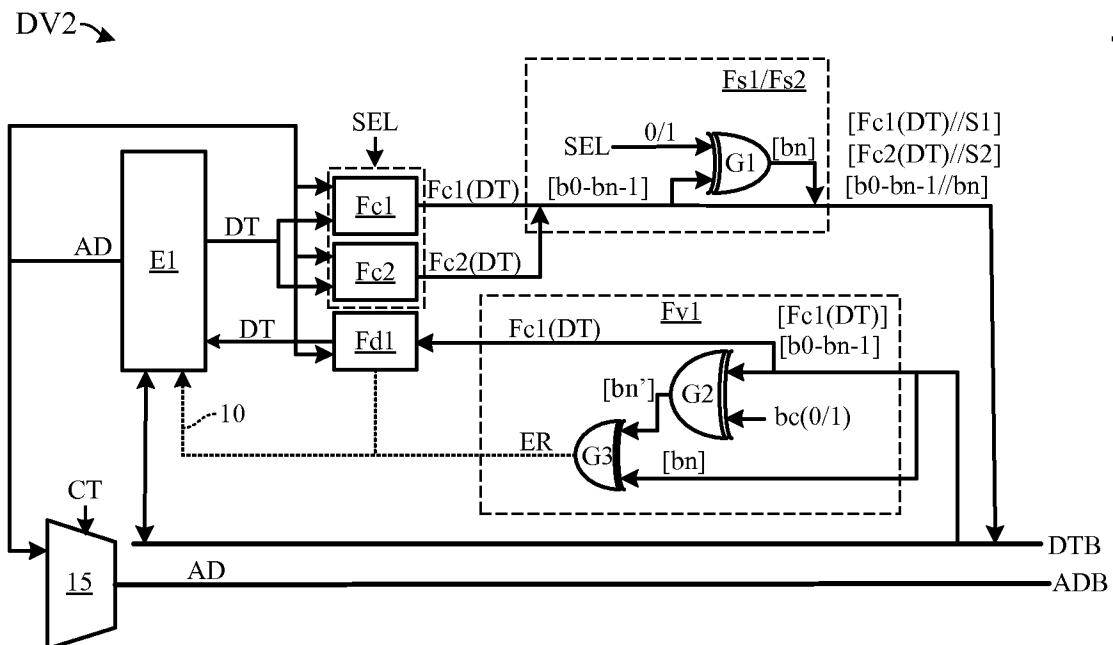 DV2
Fs1/Fs2
SEL
0/1
SEL
G1
[bn]
[Fc1(DT)//S1]
[Fc2(DT)//S2]
[b0-bn-1//bn]
[b0-bn-1]
Fc1
Fc1(DT)
DT
AD
E1
Fc2
Fc2(DT)
DT
Fd1
Fc1(DT)
Fv1
[Fc1(DT)]
[b0-bn-1]
G2
[bn’]
bc(0/1)
10
ER
G3
[bn]
CT
DTB
15
AD
ADB